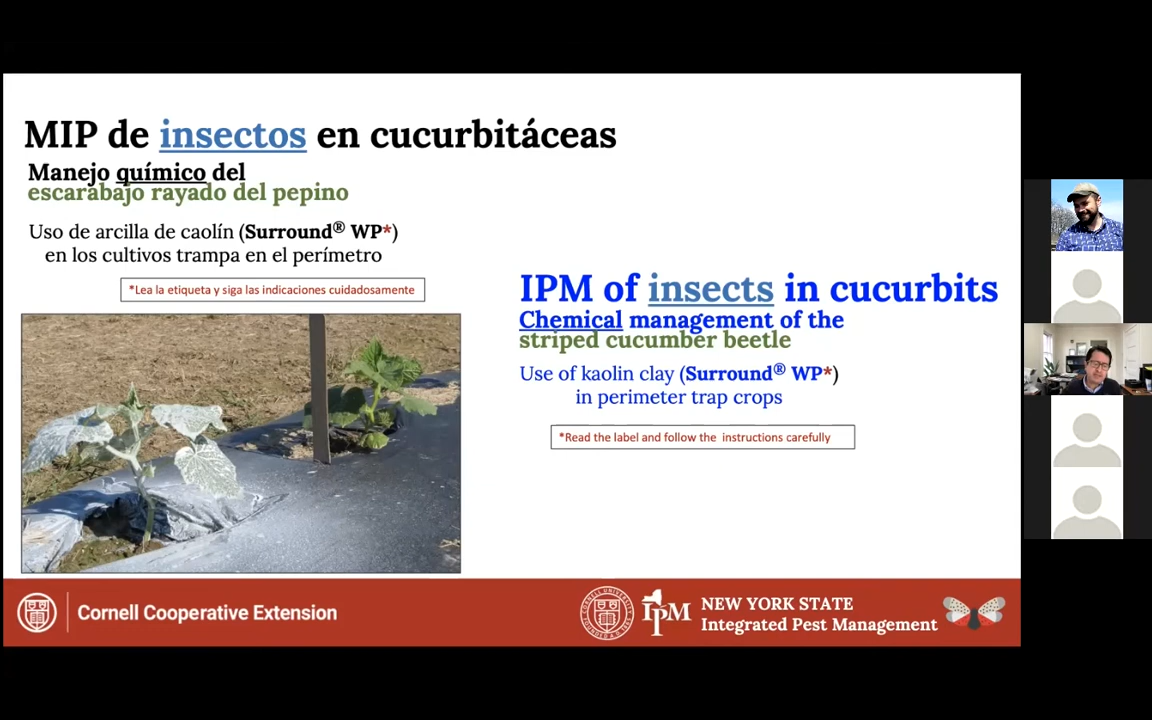 MIP de insectos en cucurbitáceas
Manejo químico del
escarabajo rayado del pepino
Uso de arcilla de caolín (Surround® WP*)
en los cultivos trampa en el perímetro
*Lea la etiqueta y siga las indicaciones cuidadosamente
IPM of insects in cucurbits
Chemical management of the
striped cucumber beetle
Use of kaolin clay (Surround® WP*)
in perimeter trap crops
*Read the label and follow the instructions carefully
Cornell Cooperative Extension
IPM
NEW YORK STATE
Integrated Pest Management